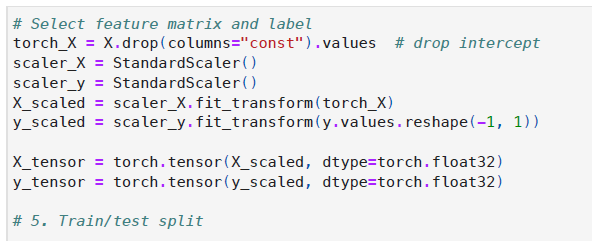 # Select feature matrix and label
torch_X = X.drop(columns="const").values  # drop intercept
scaler_X = StandardScaler()
scaler_y = StandardScaler()
X_scaled = scaler_X.fit_transform(torch_X)
y_scaled = scaler_y.fit_transform(y.values.reshape(-1, 1))

X_tensor = torch.tensor(X_scaled, dtype=torch.float32)
y_tensor = torch.tensor(y_scaled, dtype=torch.float32)

# 5. Train/test split